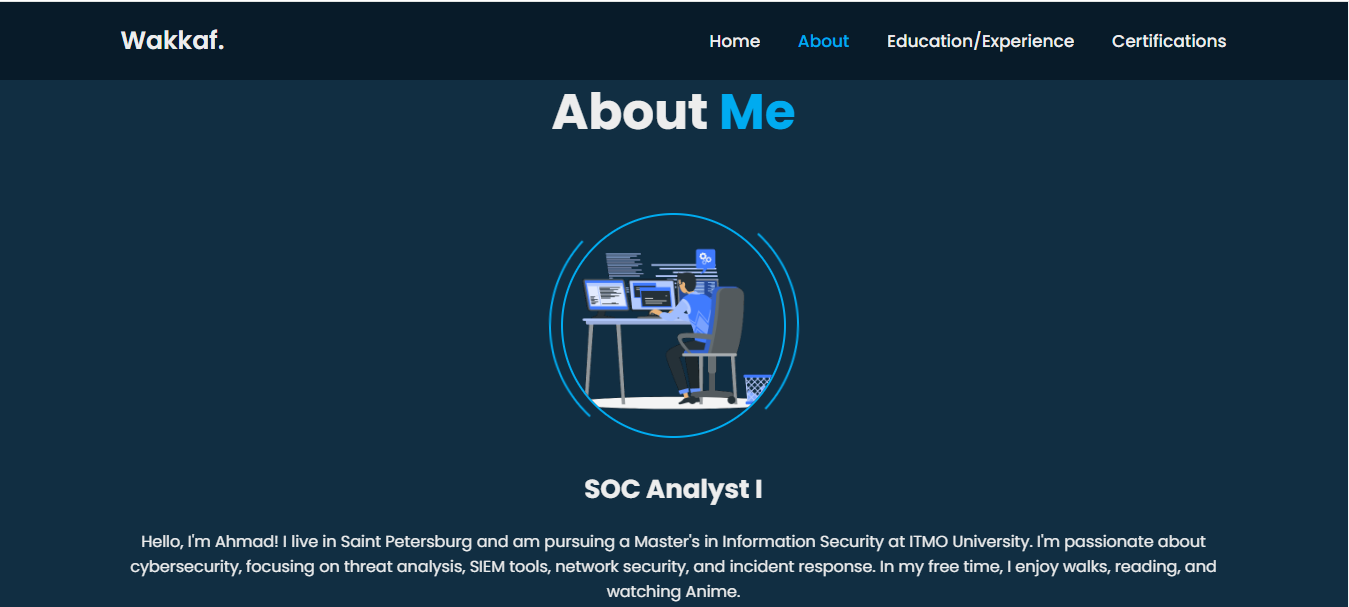 Wakkaf.
Home About Education/Experience Certifications
About Me
SOC Analyst I
Hello, I'm Ahmad! I live in Saint Petersburg and am pursuing a Master's in Information Security at ITMO University. I'm passionate about
cybersecurity, focusing on threat analysis, SIEM tools, network security, and incident response. In my free time, I enjoy walks, reading, and
watching Anime.